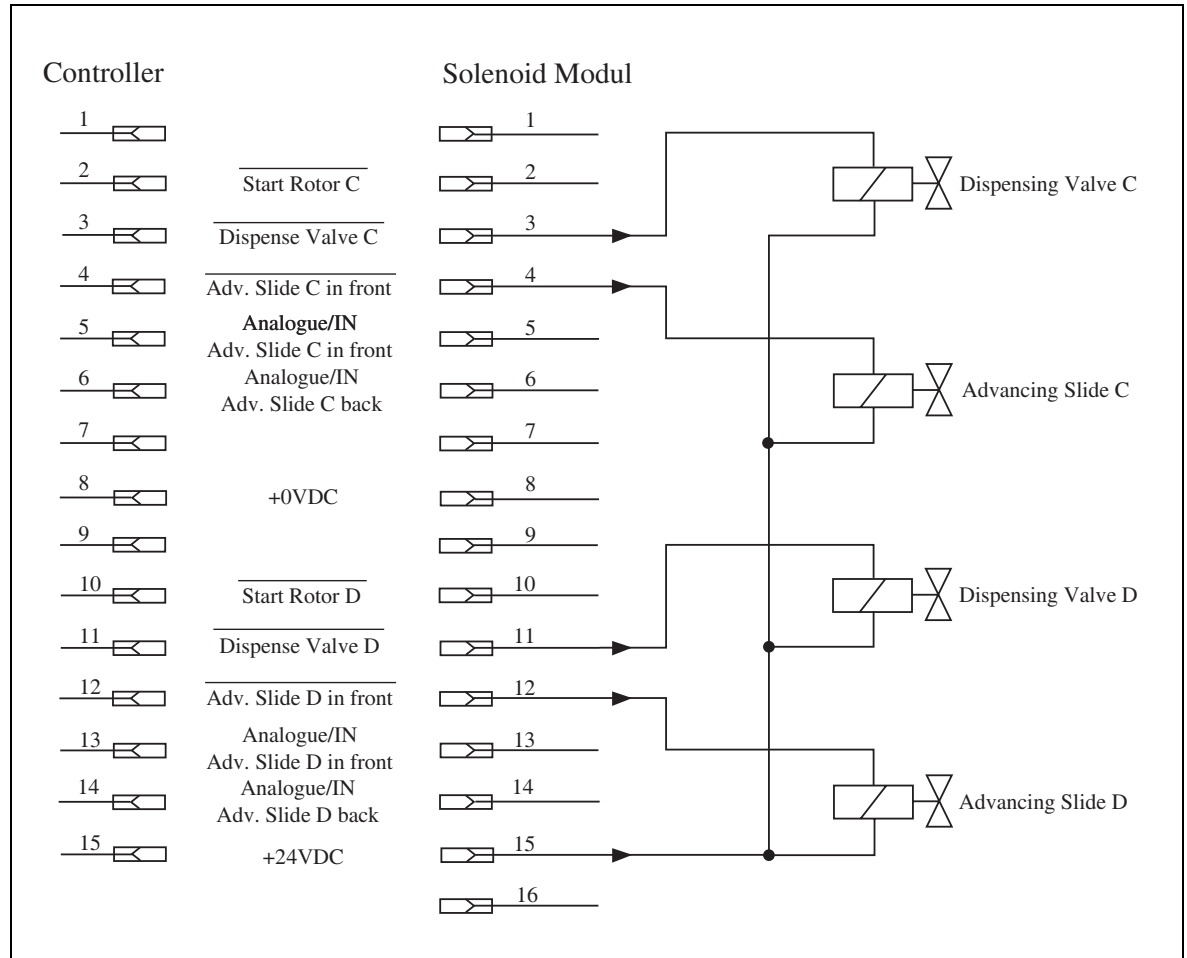 Controller
Solenoid Modul
1
1
2
Start Rotor C
2
Dispensing Valve C
3
Dispense Valve C
3
4
Adv. Slide C in front
4
5
Analogue/IN
Adv. Slide C in front
5
6
Analogue/IN
Adv. Slide C back
6
Advancing Slide C
7
7
8
+0VDC
8
9
9
10
Start Rotor D
10
Dispensing Valve D
11
Dispense Valve D
11
12
Adv. Slide D in front
12
13
Analogue/IN
Adv. Slide D in front
13
14
Analogue/IN
Adv. Slide D back
14
Advancing Slide D
15
+24VDC
15
16